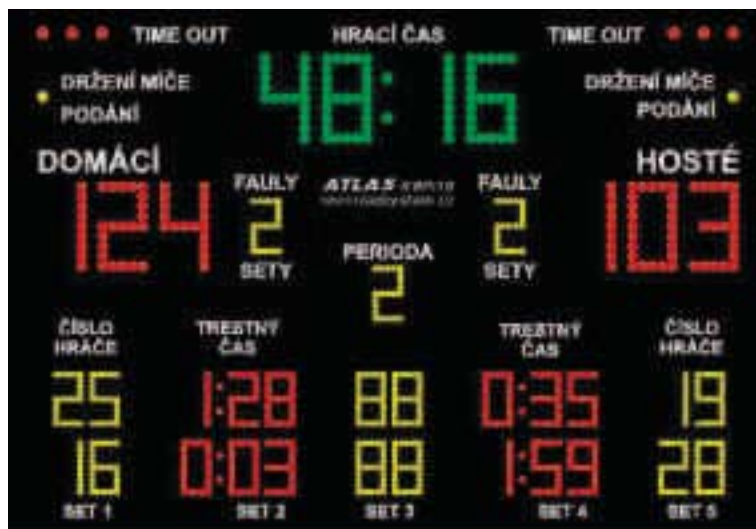 TIME OUT HRACÍ ČAS TIME OUT
48:16
DRŽENÍ MÍČE DRŽENÍ MÍČE
PODÁNÍ PODÁNÍ
DOMÁCÍ HOSTÉ
124 FAULY ATLAS FAULY 103
2 2
SETY PERIODA SETY
2
ČÍSLO HRÁČE TRESTNÝ ČAS TRESTNÝ ČAS ČÍSLO HRÁČE
25 1:28 88 0:35 19
16 0:03 88 1:59 28
SET 1 SET 2 SET 3 SET 4 SET 5